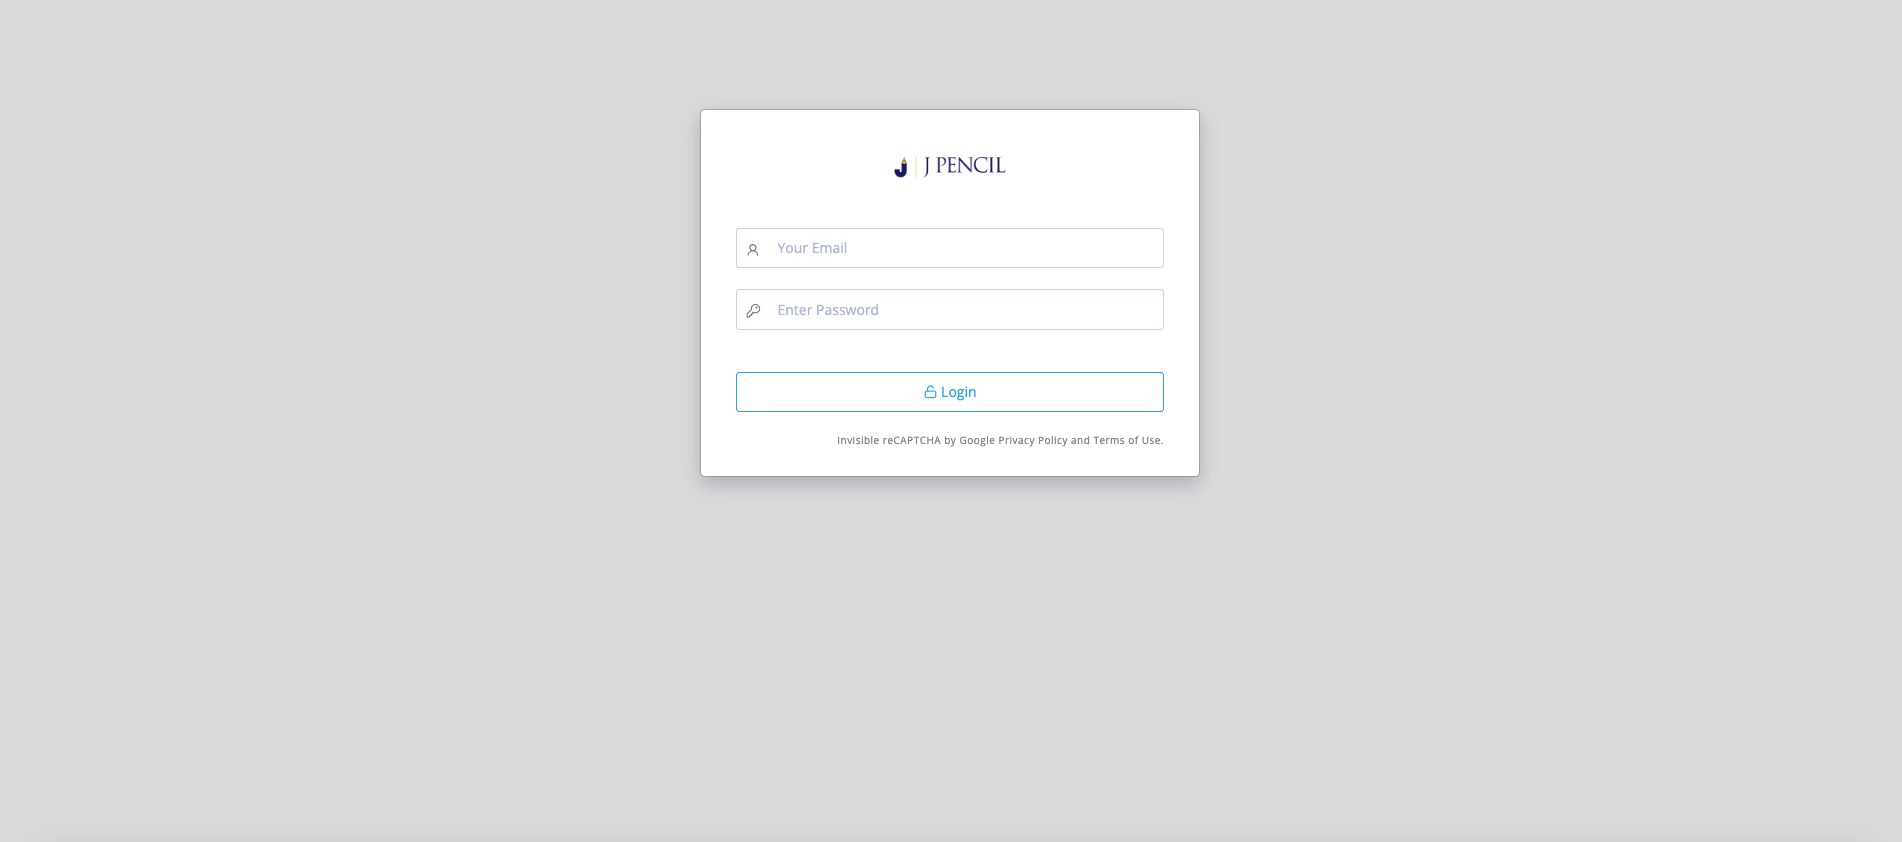 J | J PENCIL
Your Email
Enter Password
Login
Invisible reCAPTCHA by Google Privacy Policy and Terms of Use.